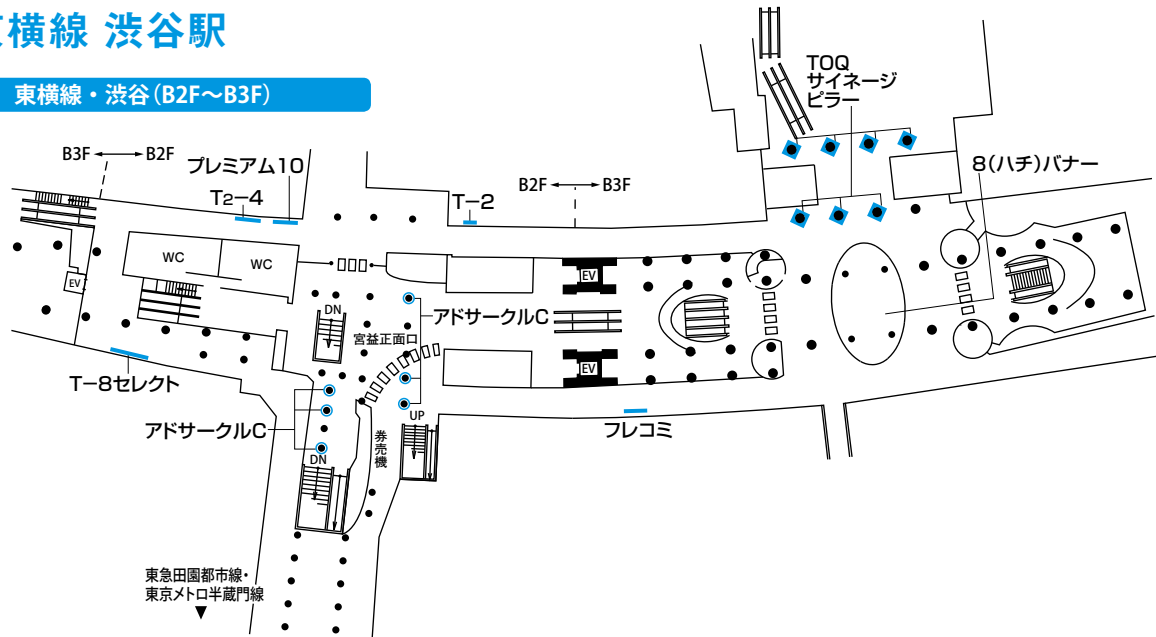 横線 渋谷駅
東横線・渋谷(B2F〜B3F)
TOQ
サイネージ
ピラー
B3F
B2F
プレミアム10
T2-4
T-2
B2F
B3F
8(ハチ)バナー
WC
WC
EV
EV
DN
アドサークルC
宮益正面口
EV
T-8セレクト
アドサークルC
UP
フレコミ
券売機
DN
東急田園都市線・
東京メトロ半蔵門線